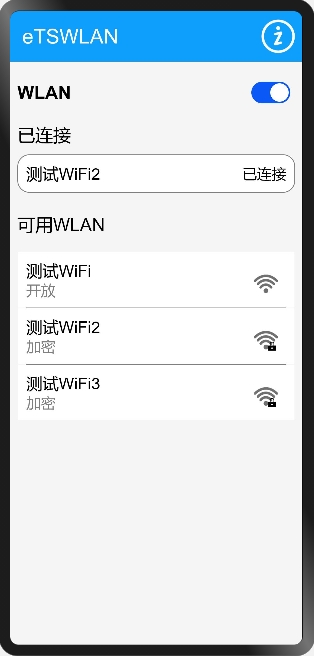 eTSWLAN
WLAN
已连接
测试WiFi2 已连接
可用WLAN
测试WiFi
开放
测试WiFi2
加密
测试WiFi3
加密